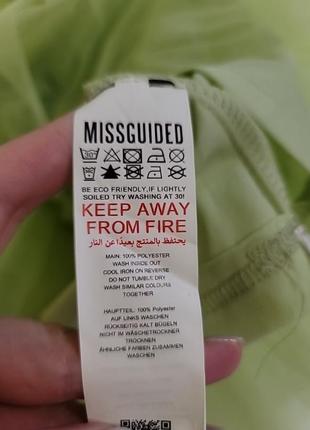 MISSGUIDED
BE ECO FRIENDLY,IF LIGHTLY
SOILED TRY WASHING AT 30!
KEEP AWAY
FROM FIRE
يحتفظ بالمنتج بعيدًا عن النار
MAIN: 100% POLYESTER
WASH INSIDE OUT
COOL IRON ON REVERSE
DO NOT TUMBLE DRY
WASH SIMILAR COLOURS
TOGETHER
HAUPTTEIL: 100% Polyester
AUF LINKS WASCHEN
RÜCKSEITIG KALT BÜGELN
NICHT IM WÄSCHETROCKNER
TROCKNEN
ÄHNLICHE FARBEN ZUSAMMEN
WASCHEN